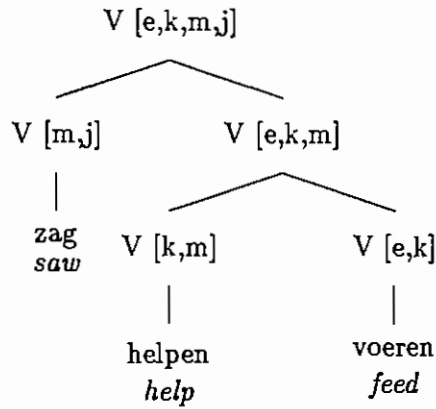 V [e,k,m,j]
V [m,j] V [e,k,m]
zag
saw
V [k,m] V [e,k]
helpen voeren
help feed